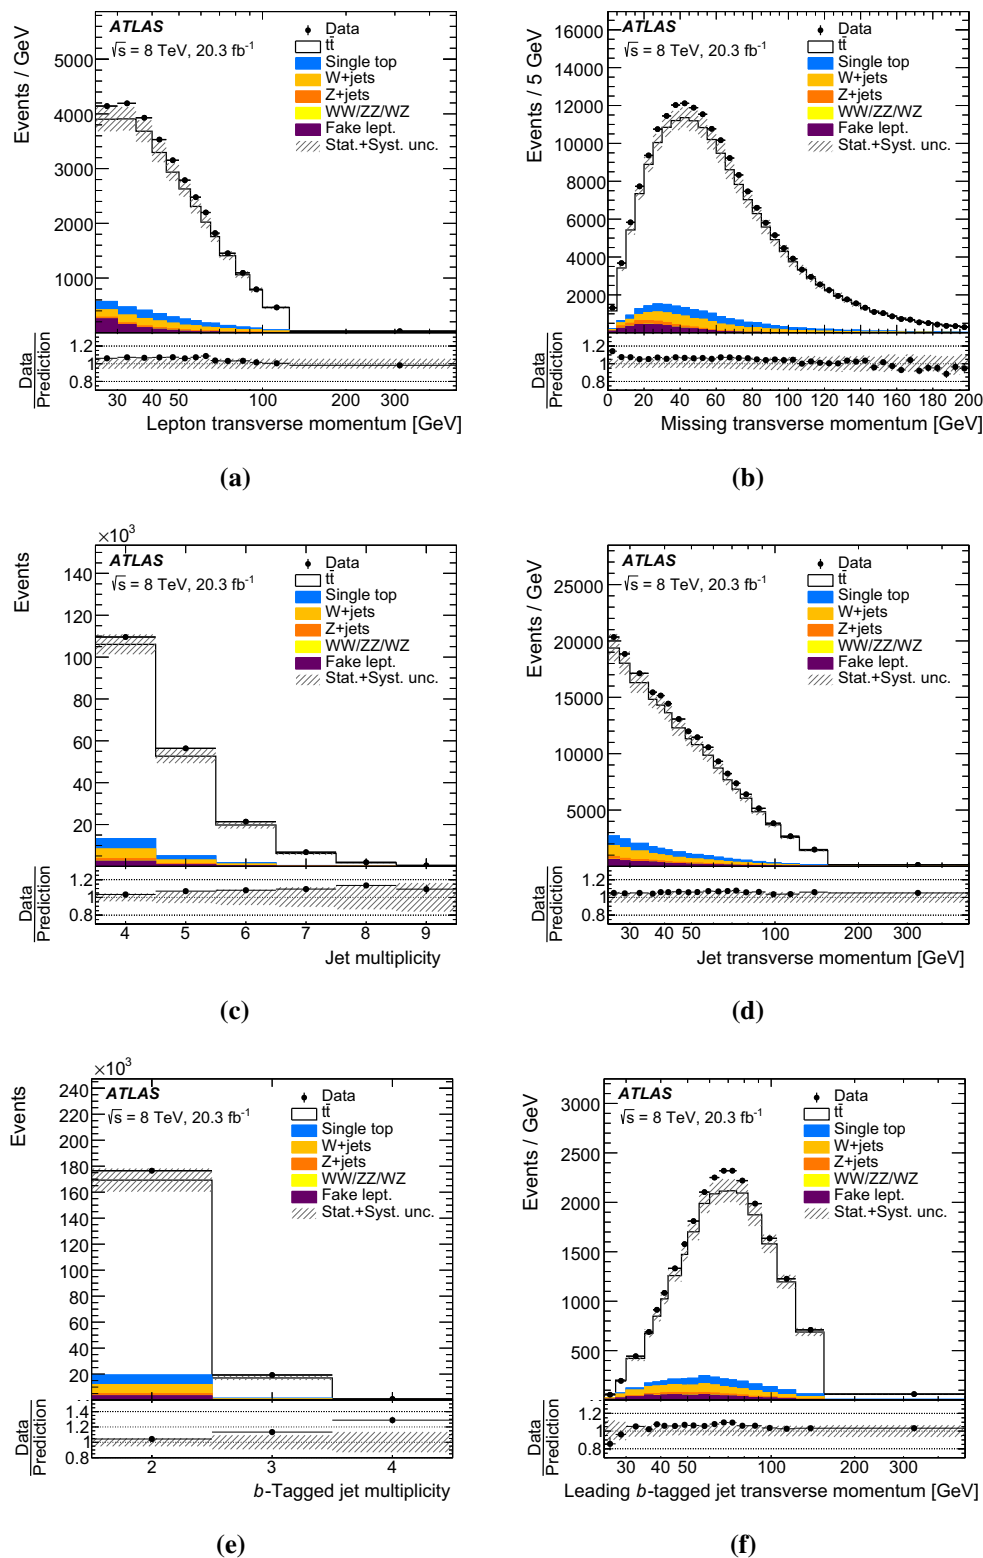 ATLAS
√s = 8 TeV, 20.3 fb⁻¹
Data
tt̄
Single top
W+jets
Z+jets
WW/ZZ/WZ
Fake lept.
Stat.+Syst. unc.
Events / GeV
5000
4000
3000
2000
1000
Data
Prediction
1.2
1
0.8
30 40 50 100 200 300
Lepton transverse momentum [GeV]
(a)
ATLAS
√s = 8 TeV, 20.3 fb⁻¹
Data
tt̄
Single top
W+jets
Z+jets
WW/ZZ/WZ
Fake lept.
Stat.+Syst. unc.
Events / 5 GeV
16000
14000
12000
10000
8000
6000
4000
2000
Data
Prediction
1.2
1
0.8
0 20 40 60 80 100 120 140 160 180 200
Missing transverse momentum [GeV]
(b)
×10³
ATLAS
√s = 8 TeV, 20.3 fb⁻¹
Data
tt̄
Single top
W+jets
Z+jets
WW/ZZ/WZ
Fake lept.
Stat.+Syst. unc.
Events
140
120
100
80
60
40
20
Data
Prediction
1.2
1
0.8
4 5 6 7 8 9
Jet multiplicity
(c)
ATLAS
√s = 8 TeV, 20.3 fb⁻¹
Data
tt̄
Single top
W+jets
Z+jets
WW/ZZ/WZ
Fake lept.
Stat.+Syst. unc.
Events / GeV
25000
20000
15000
10000
5000
Data
Prediction
1.2
1
0.8
30 40 50 100 200 300
Jet transverse momentum [GeV]
(d)
×10³
ATLAS
√s = 8 TeV, 20.3 fb⁻¹
Data
tt̄
Single top
W+jets
Z+jets
WW/ZZ/WZ
Fake lept.
Stat.+Syst. unc.
Events
240
220
200
180
160
140
120
100
80
60
40
20
Data
Prediction
1.4
1.2
1
0.8
2 3 4
b-Tagged jet multiplicity
(e)
ATLAS
√s = 8 TeV, 20.3 fb⁻¹
Data
tt̄
Single top
W+jets
Z+jets
WW/ZZ/WZ
Fake lept.
Stat.+Syst. unc.
Events / GeV
3000
2500
2000
1500
1000
500
Data
Prediction
1.2
1
0.8
30 40 50 100 200 300
Leading b-tagged jet transverse momentum [GeV]
(f)